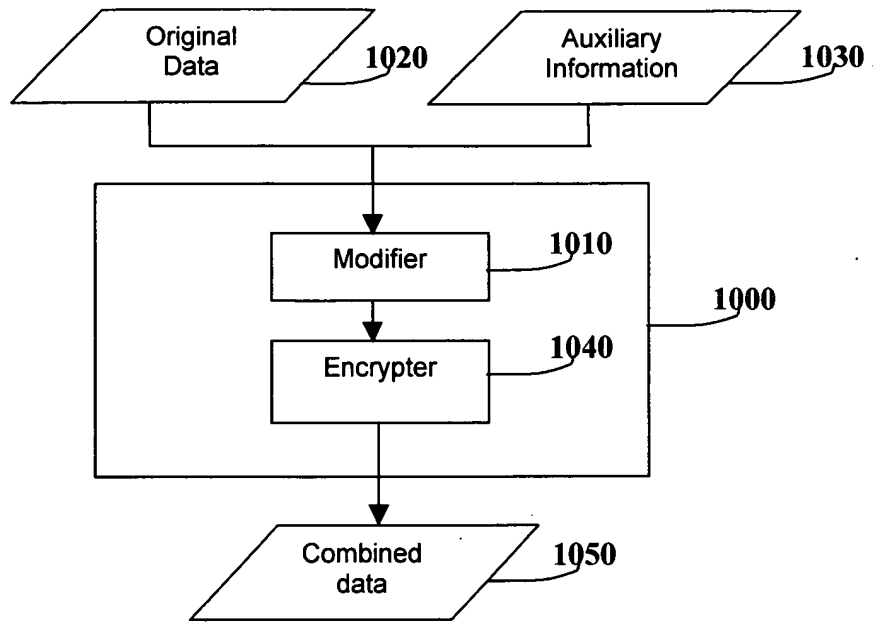 Original
Data
1020
Auxiliary
Information
1030
Modifier
1010
1000
Encrypter
1040
Combined
data
1050